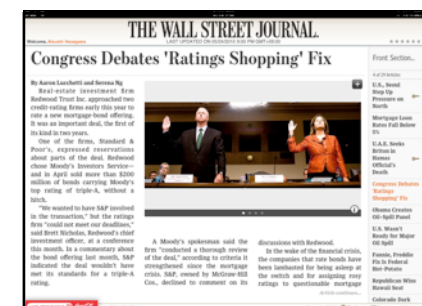 THE WALL STREET JOURNAL.
Welcome,
LAST UPDATED ON
Congress Debates 'Ratings Shopping' Fix
By Aaron Lucchetti and Serena Ng
Real-estate investment firm
Redwood Trust Inc. approached two
credit-rating firms early this year to
rate a new mortgage-bond offering.
It was an important deal, the first of
its kind in two years.
One of the firms, Standard &
Poor's, expressed reservations
about parts of the deal. Redwood
chose Moody's Investors Service—
and in April sold more than $200
million of bonds carrying Moody's
top rating of triple-A, without a
hitch.
"We wanted to have S&P involved
in the transaction," but the ratings
firm "could not meet our deadlines,"
said Brett Nicholas, Redwood's chief
investment officer, at a conference
this month. In a commentary about
the bond offering last month, S&P
indicated the deal wouldn't have
met its standards for a triple-A
rating.
A Moody's spokesman said the
firm "conducted a thorough review
of the deal," according to criteria it
strengthened since the mortgage
crisis. S&P, owned by McGraw-Hill
Cos., declined to comment on its
discussions with Redwood.
In the wake of the financial crisis,
the companies that rate bonds have
been lambasted for being asleep at
the switch and for assigning rosy
ratings to questionable mortgage
Front Section...
U.S., Seoul
Step Up
Pressure on
North
Mortgage Loan
Rates Fall Below
5%
U.A.E. Seeks
Briton in
Hamas
Official's
Death
Congress Debates
'Ratings
Shopping' Fix
Obama Creates
Oil-Spill Panel
U.S. Wasn't
Ready for Major
Oil Spill
Fannie, Freddie
Fix Is Federal
Hot-Potato
Republican Wins
Hawaii Seat
Colorado Dark